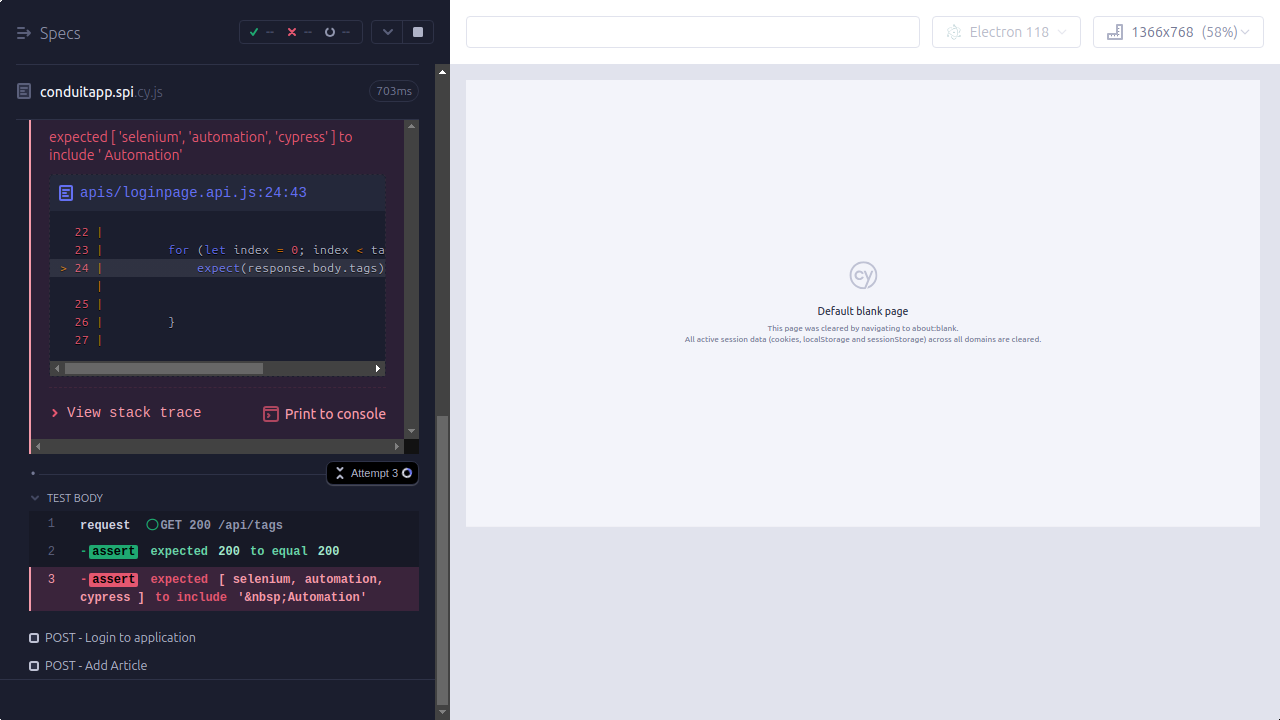 Specs
--
--
--
Electron 118
1366x768 (58%)
conduitapp.spi.cy.js
703ms
expected [ 'selenium', 'automation', 'cypress' ] to
include ' Automation'
apis/loginpage.api.js:24:43
22 |
23 | for (let index = 0; index < ta
> 24 | expect(response.body.tags)
|
25 |
26 | }
27 |
View stack trace
Print to console
Attempt 3
TEST BODY
1 request GET 200 /api/tags
2 -assert expected 200 to equal 200
3 -assert expected [ selenium, automation,
cypress ] to include '&nbsp;Automation'
POST - Login to application
POST - Add Article
cy
Default blank page
This page was cleared by navigating to about:blank.
All active session data (cookies, localStorage and sessionStorage) across all domains are cleared.